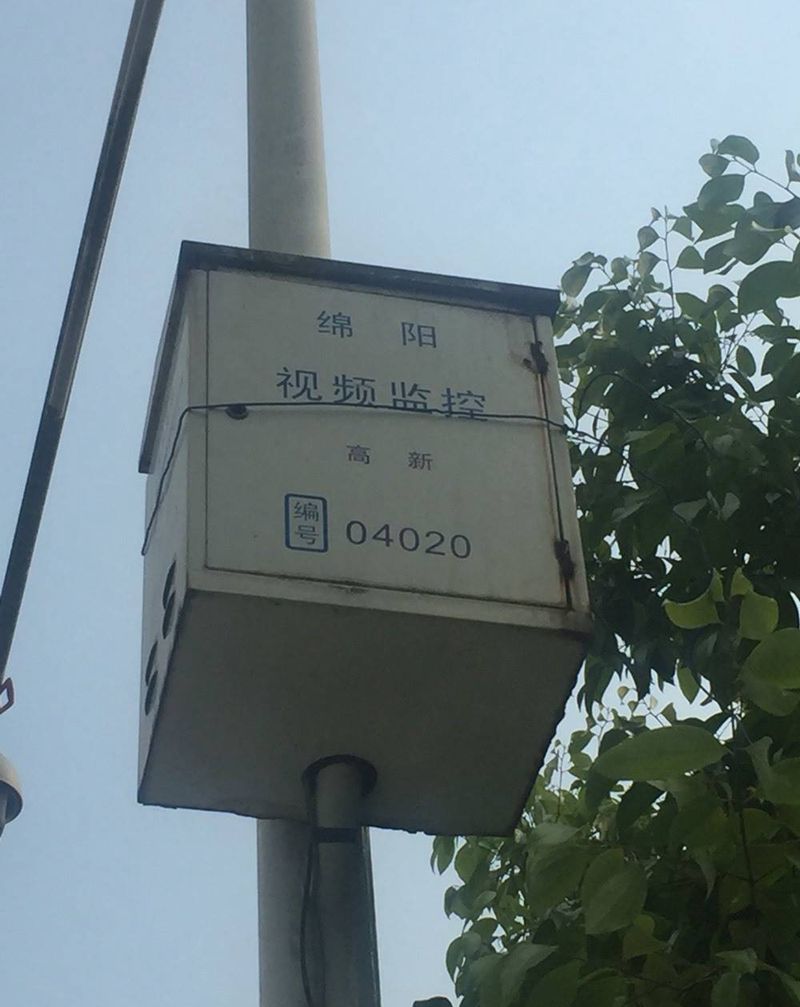 绵 阳
视频监控
高 新
编号 04020